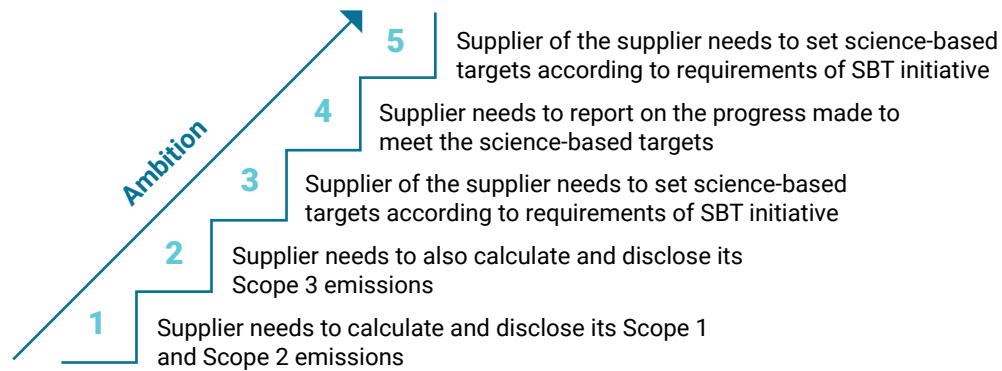 5
Supplier of the supplier needs to set science-based
targets according to requirements of SBT initiative
4
Supplier needs to report on the progress made to
meet the science-based targets
Ambition
3
Supplier of the supplier needs to set science-based
targets according to requirements of SBT initiative
2
Supplier needs to also calculate and disclose its
Scope 3 emissions
1
Supplier needs to calculate and disclose its Scope 1
and Scope 2 emissions